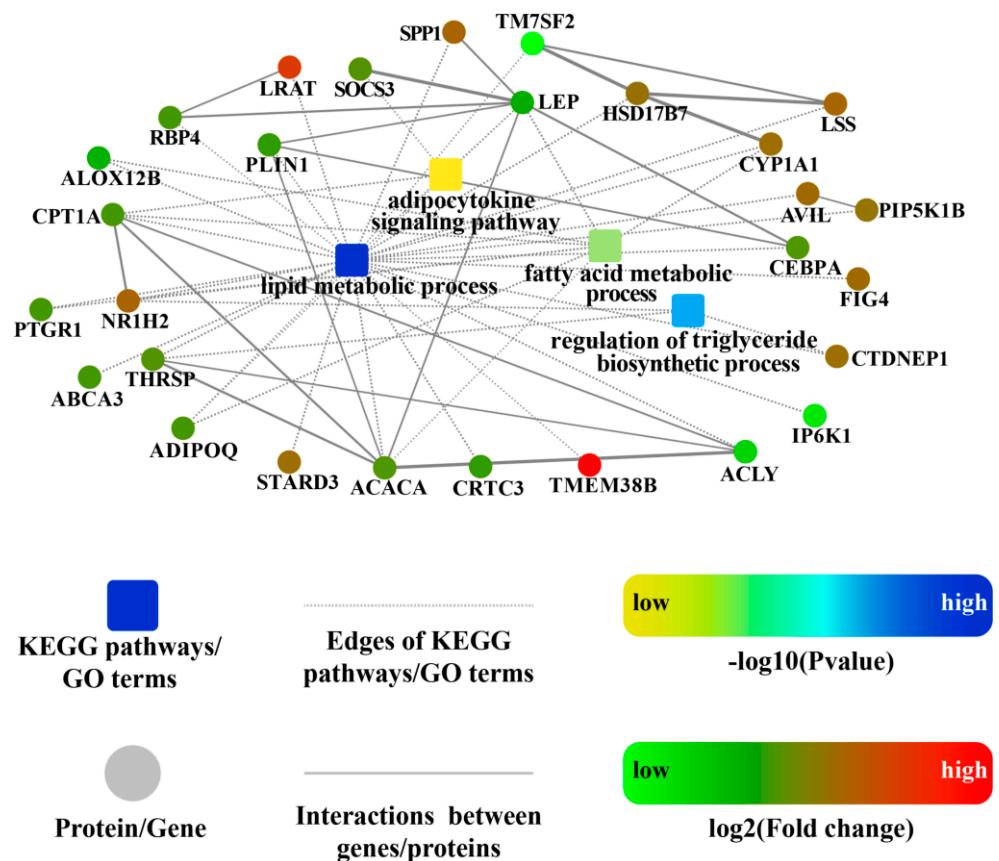 TM7SF2
SPP1
LRAT
SOCS3
LEP
HSD17B7
LSS
RBP4
PLIN1
CYP1A1
ALOX12B
adipocytokine
signaling pathway
AVIL
PIP5K1B
CPT1A
CEBPA
fatty acid metabolic
process
lipid metabolic process
FIG4
PTGR1
NR1H2
regulation of triglyceride
biosynthetic process
CTDNEP1
THRSP
ABCA3
IP6K1
ADIPOQ
STARD3
ACACA
CRTC3
TMEM38B
ACLY
KEGG pathways/
GO terms
Edges of KEGG
pathways/GO terms
low
high
-log10(Pvalue)
Protein/Gene
Interactions between
genes/proteins
low
high
log2(Fold change)